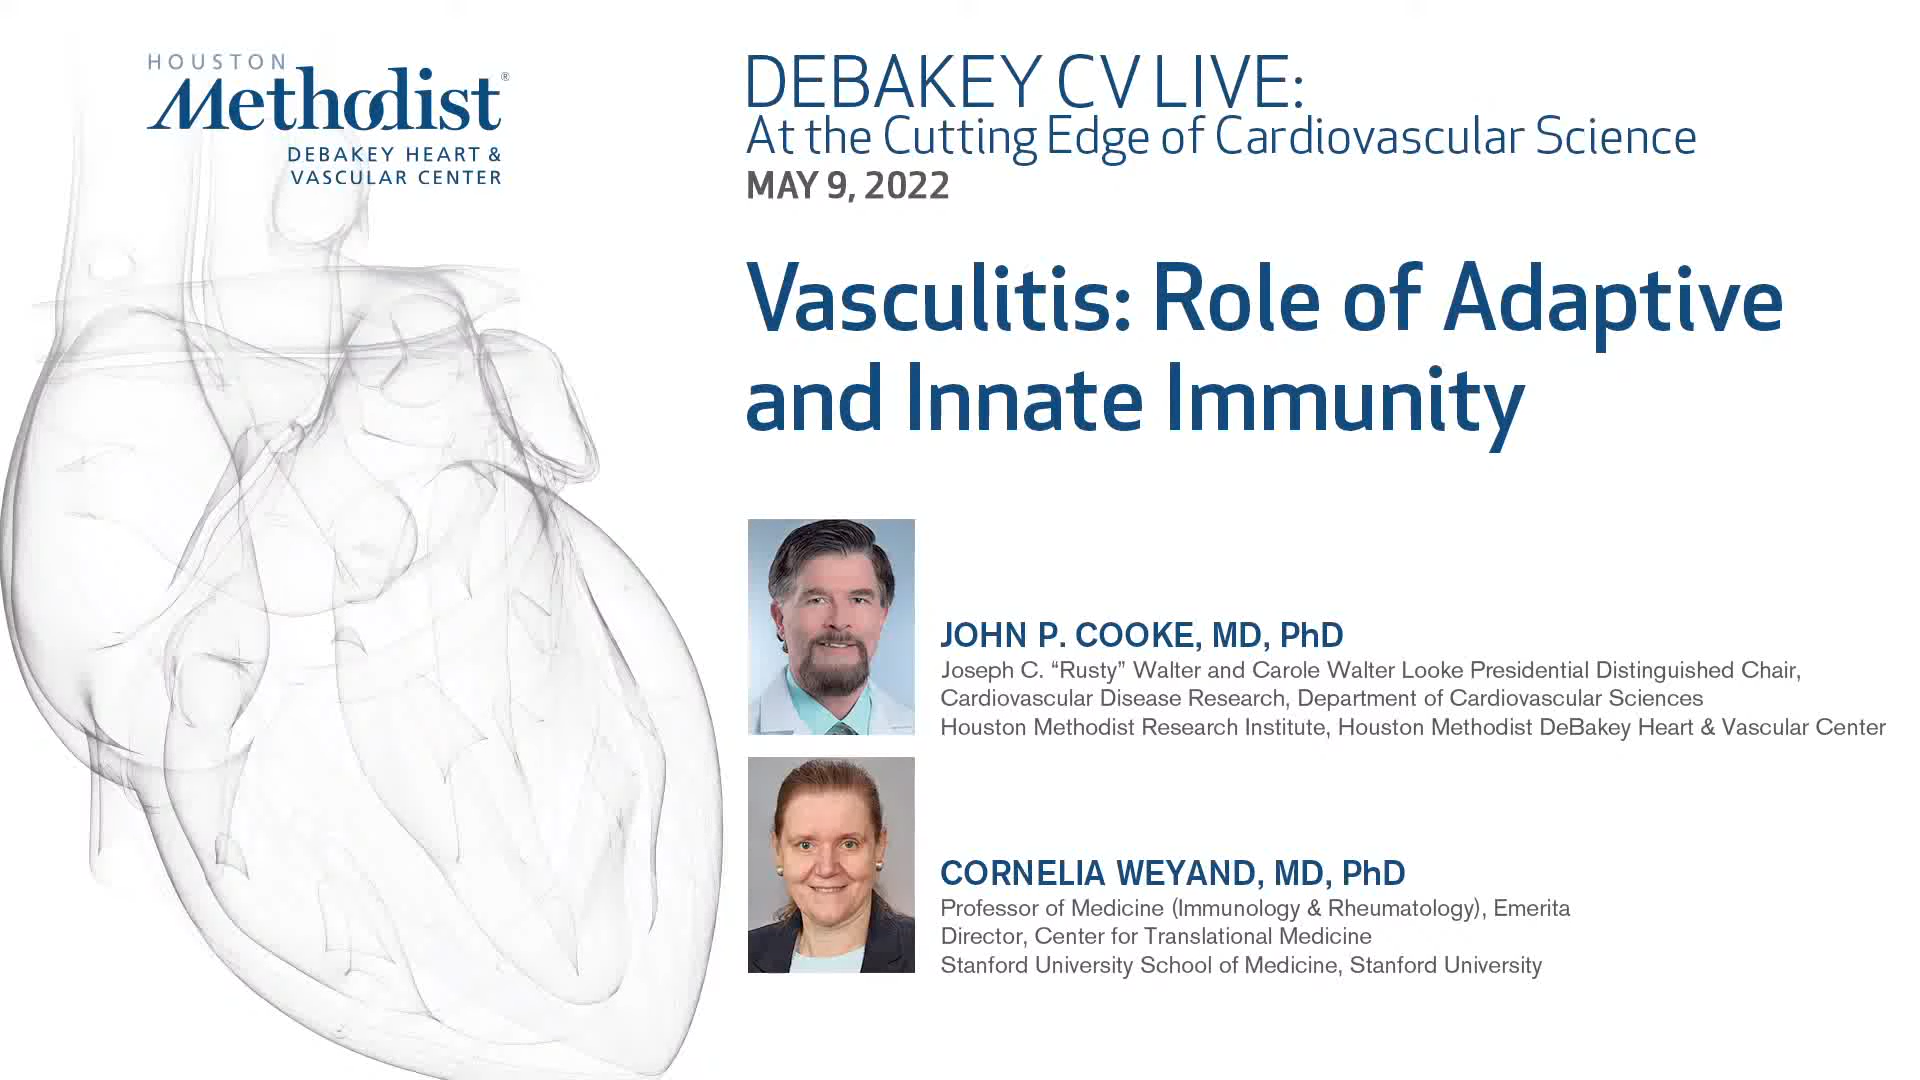 HOUSTON
Methodist®
DEBAKEY HEART &
VASCULAR CENTER
DEBAKEY CV LIVE:
At the Cutting Edge of Cardiovascular Science
MAY 9, 2022
Vasculitis: Role of Adaptive
and Innate Immunity
JOHN P. COOKE, MD, PhD
Joseph C. “Rusty” Walter and Carole Walter Looke Presidential Distinguished Chair,
Cardiovascular Disease Research, Department of Cardiovascular Sciences
Houston Methodist Research Institute, Houston Methodist DeBakey Heart & Vascular Center
CORNELIA WEYAND, MD, PhD
Professor of Medicine (Immunology & Rheumatology), Emerita
Director, Center for Translational Medicine
Stanford University School of Medicine, Stanford University